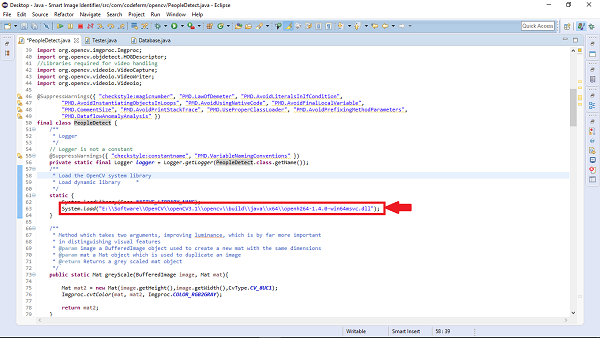 Desktop - Java - Smart Image Identifier/src/com/codeferm/opencv/PeopleDetect.java - Eclipse
File Edit Source Refactor Navigate Search Project Run Window Help
Quick Access
*PeopleDetect.java Tester.java Database.java
39 import org.opencv.imgproc.Imgproc;
40 import org.opencv.objdetect.HOGDescriptor;
41 //Libraries required for video handling
42 import org.opencv.videoio.VideoCapture;
43 import org.opencv.videoio.VideoWriter;
44 import org.opencv.videoio.Videoio;
45
46 @SuppressWarnings({ "checkstyle:magicnumber", "PMD.LawOfDemeter", "PMD.AvoidLiteralsInIfCondition",
47 "PMD.AvoidInstantiatingObjectsInLoops", "PMD.AvoidUsingNativeCode", "PMD.AvoidFinalLocalVariable",
48 "PMD.CommentSize", "PMD.AvoidPrintStackTrace", "PMD.UseProperClassLoader", "PMD.AvoidPrefixingMethodParameters",
49 "PMD.DataflowAnomalyAnalysis" })
50 final class PeopleDetect {
51 /**
52 * Logger
53 */
54 // Logger is not a constant
55 @SuppressWarnings({ "checkstyle:constantname", "PMD.VariableNamingConventions" })
56 private static final Logger logger = Logger.getLogger(PeopleDetect.class.getName());
57 /**
58 * Load the OpenCV system library
59 * Load dynamic library *
60 */
61 static {
62 System.loadLibrary(Core.NATIVE_LIBRARY_NAME);
63 System.load("E:\\Software\\OpenCV\\opencv3.1\\opencv\\build\\java\\x64\\openh264-1.4.0-win64msvc.dll");
64 }
65
66 /**
67 * Method which takes two arguments, improving luminance, which is by far more important
68 * in distinguishing visual features
69 * @param image a BufferedImage object used to create a new mat with the same dimensions
70 * @param mat a Mat object which is used to duplicate an image
71 * @return Returns a grey scaled mat object
72 */
73 public static Mat greyScale(BufferedImage image, Mat mat){
74
75 Mat mat2 = new Mat(image.getHeight(),image.getWidth(),CvType.CV_8UC1);
76 Imgproc.cvtColor(mat, mat2, Imgproc.COLOR_RGB2GRAY);
77
78 return mat2;
79 }
Writable Smart Insert 58 : 39